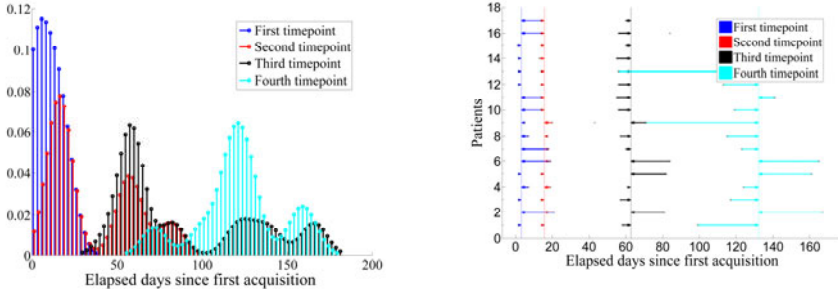 0.12
0.1
0.08
0.06
0.04
0.02
0
0 50 100 150 200
Elapsed days since first acquisition
First timepoint
Second timepoint
Third timepoint
Fourth timepoint
18
16
14
12
10
8
6
4
2
0
Patients
0 20 40 60 80 100 120 140 160
Elapsed days since first acquisition
First timepoint
Second timepoint
Third timepoint
Fourth timepoint